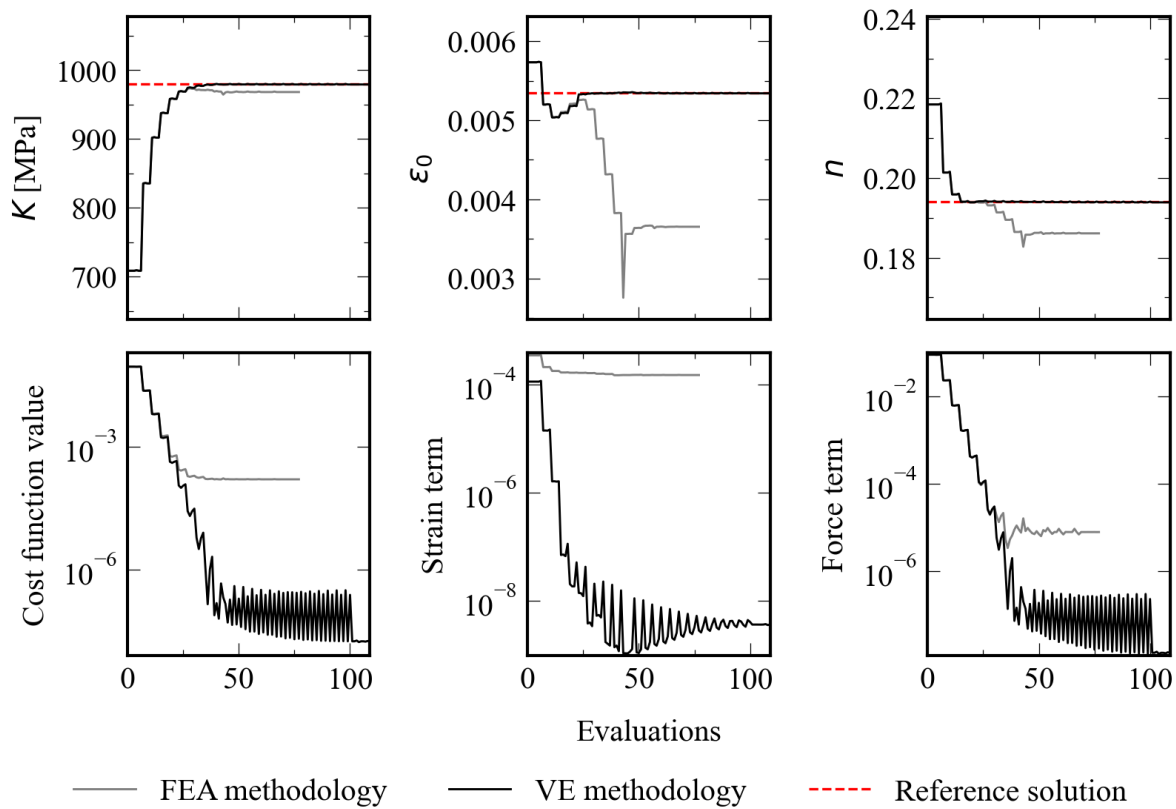 K [MPa]
1000
900
800
700
ε₀
0.006
0.005
0.004
0.003
n
0.24
0.22
0.20
0.18
Cost function value
10⁻³
10⁻⁶
0 50 100
Strain term
10⁻⁴
10⁻⁶
10⁻⁸
0 50 100
Force term
10⁻²
10⁻⁴
10⁻⁶
0 50 100
Evaluations
FEA methodology VE methodology Reference solution